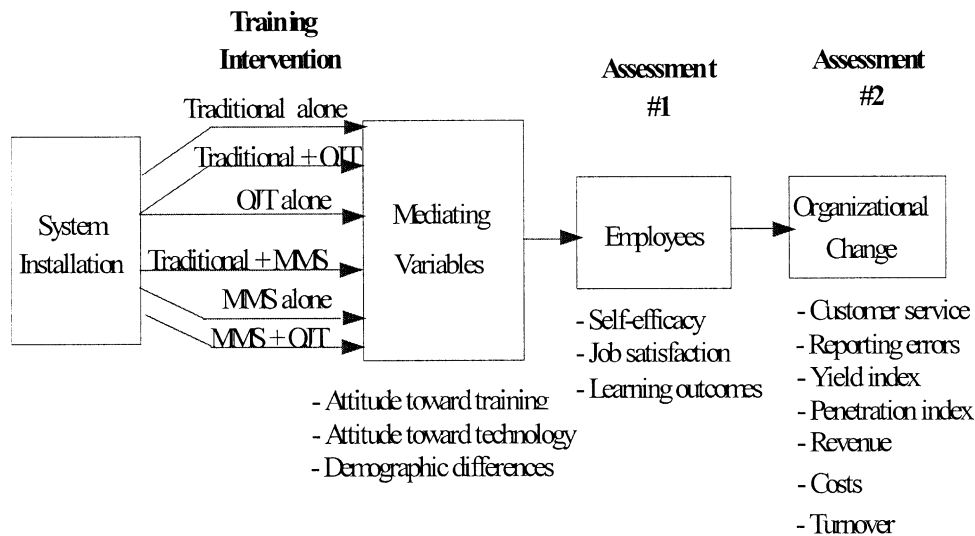 Training
Intervention
Assessment
#1
Assessment
#2
Traditional alone
Traditional + OJT
OJT alone
Traditional + MMS
MMS alone
MMS + OJT
System
Installation
Mediating
Variables
Employees
Organizational
Change
- Attitude toward training
- Attitude toward technology
- Demographic differences
- Self-efficacy
- Job satisfaction
- Learning outcomes
- Customer service
- Reporting errors
- Yield index
- Penetration index
- Revenue
- Costs
- Turnover